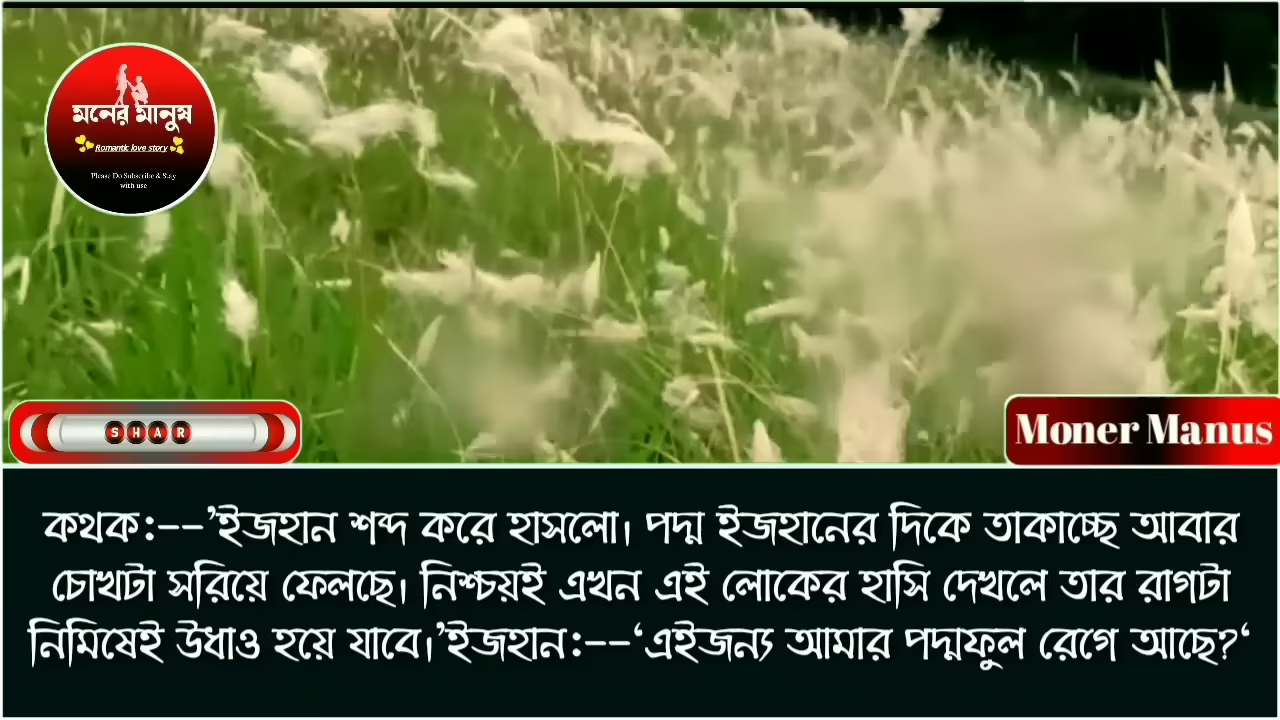 মনের মানুষ
Romantic love story
Please Do Subscribe & Stay
with use
SHAR
Moner Manus
কথক:--’ইজহান শব্দ করে হাসলো। পদ্ম ইজহানের দিকে তাকাচ্ছে আবার
চোখটা সরিয়ে ফেলছে। নিশ্চয়ই এখন এই লোকের হাসি দেখলে তার রাগটা
নিমিষেই উধাও হয়ে যাবে।’ইজহান:--‘এইজন্য আমার পদ্মফুল রেগে আছে?‘